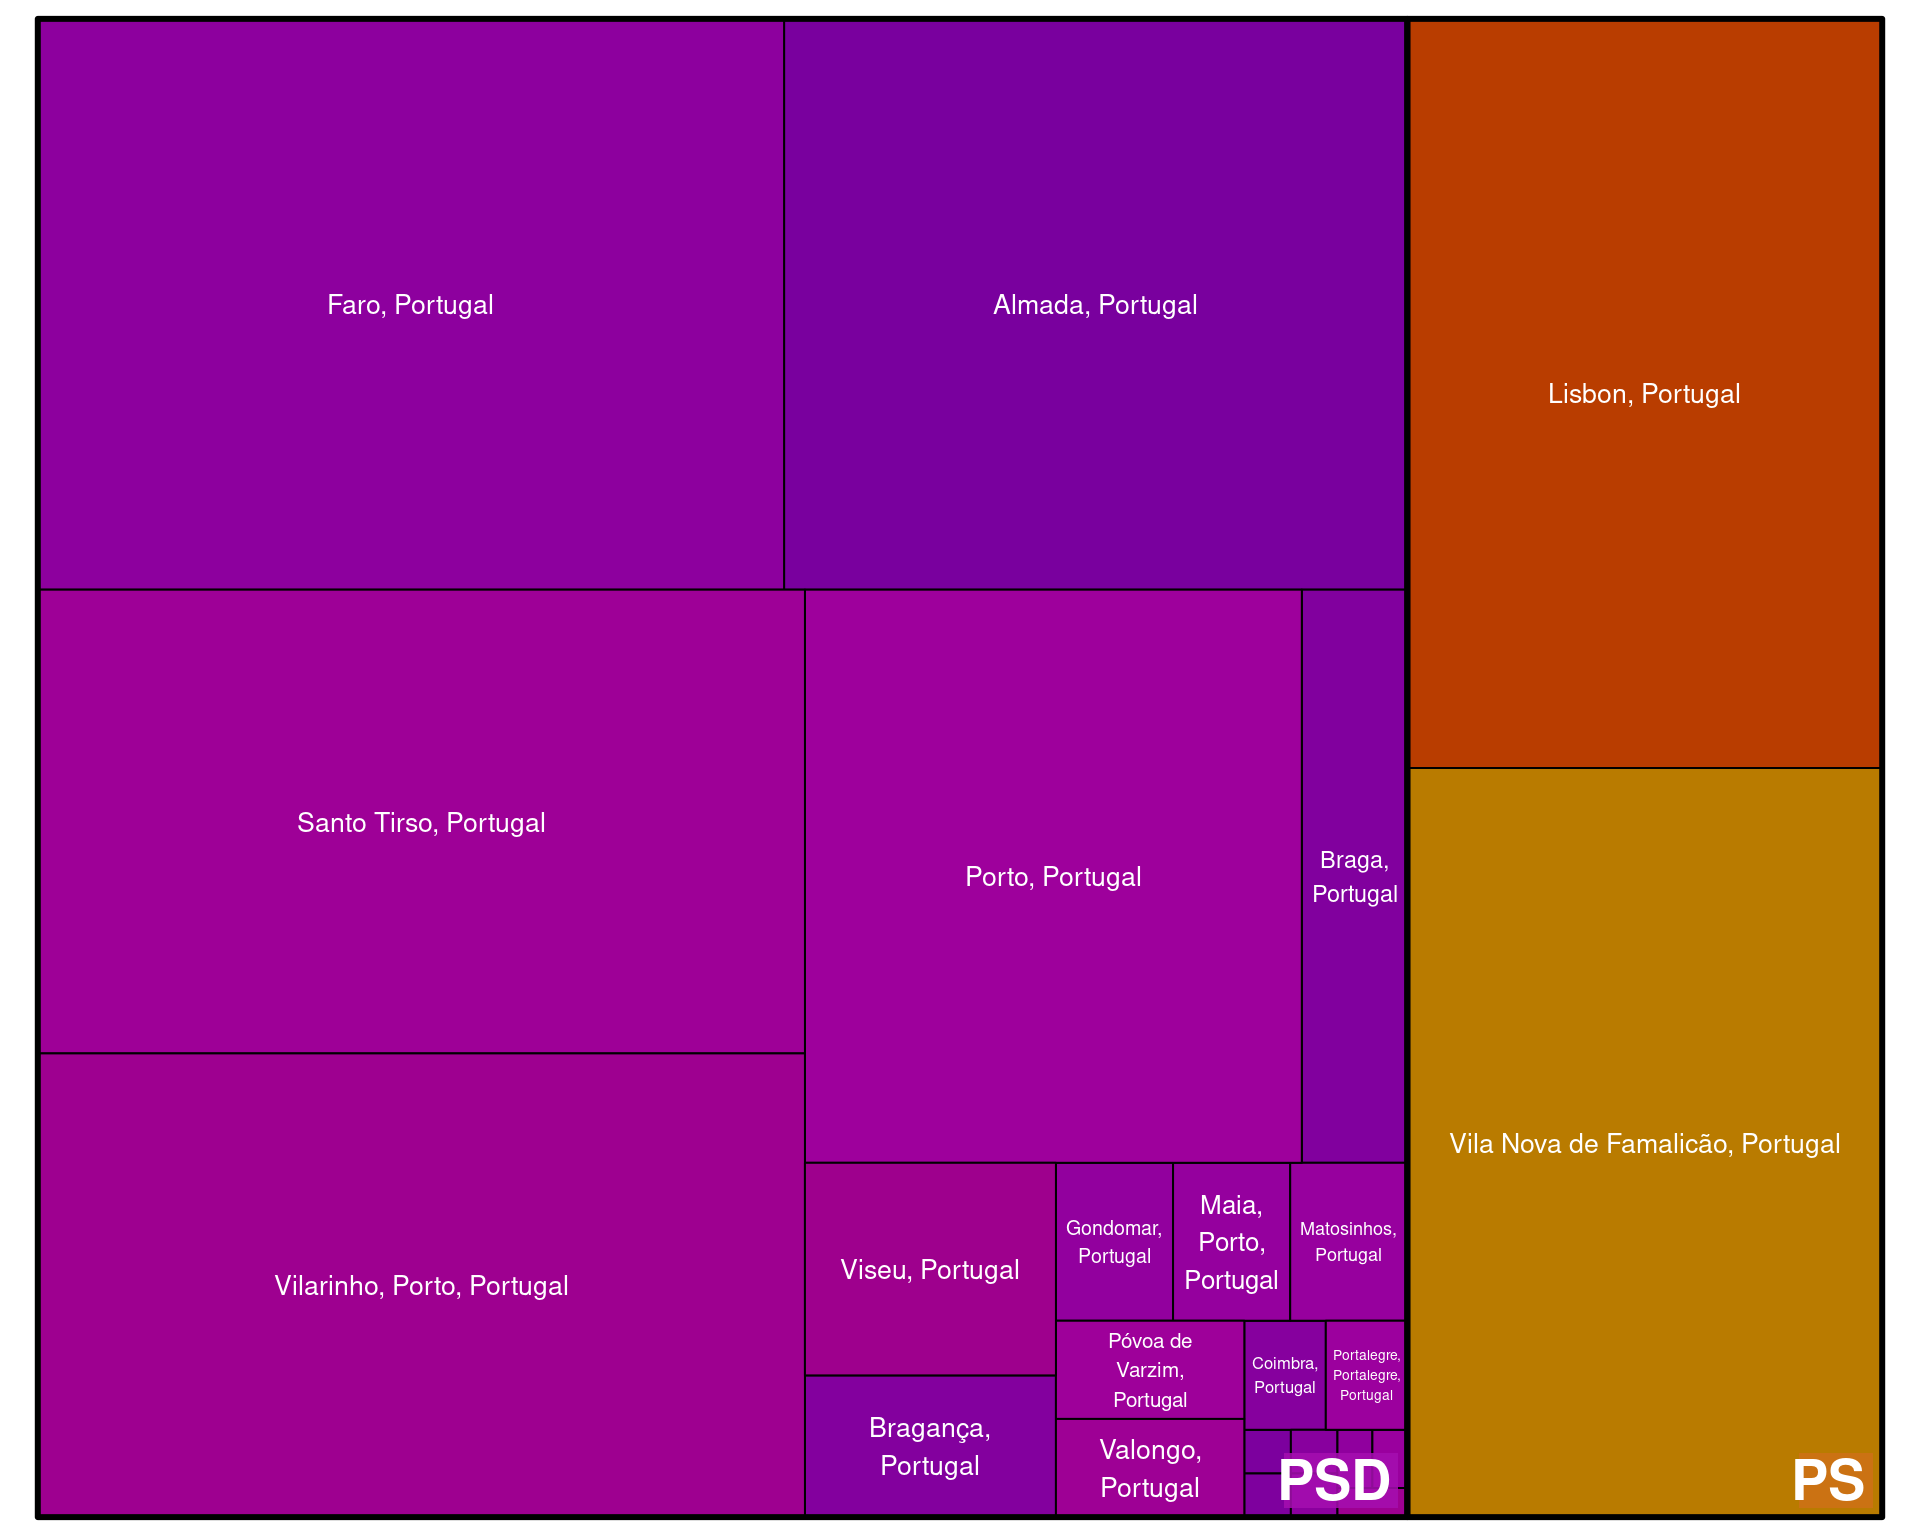 Faro, Portugal
Almada, Portugal
Lisbon, Portugal
Santo Tirso, Portugal
Porto, Portugal
Braga,
Portugal
Vila Nova de Famalicão, Portugal
Vilarinho, Porto, Portugal
Viseu, Portugal
Gondomar,
Portugal
Maia,
Porto,
Portugal
Matosinhos,
Portugal
Póvoa de
Varzim,
Portugal
Coimbra,
Portugal
Portalegre,
Portalegre,
Portugal
Bragança,
Portugal
Valongo,
Portugal
PSD
PS